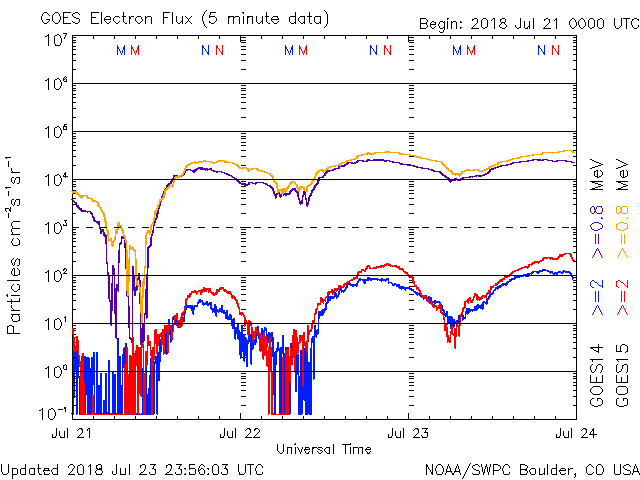 GOES Electron Flux (5 minute data)
Begin: 2018 Jul 21 0000 UTC
M M N N M M N N M M N N
10⁷
10⁶
10⁵
10⁴
10³
10²
10¹
10⁰
10⁻¹
Particles cm⁻²s⁻¹sr⁻¹
Jul 21 Jul 22 Jul 23 Jul 24
Universal Time
GOES14 >=2 >=0.8 MeV
GOES15 >=2 >=0.8 MeV
Updated 2018 Jul 23 23:56:03 UTC
NOAA/SWPC Boulder, CO USA